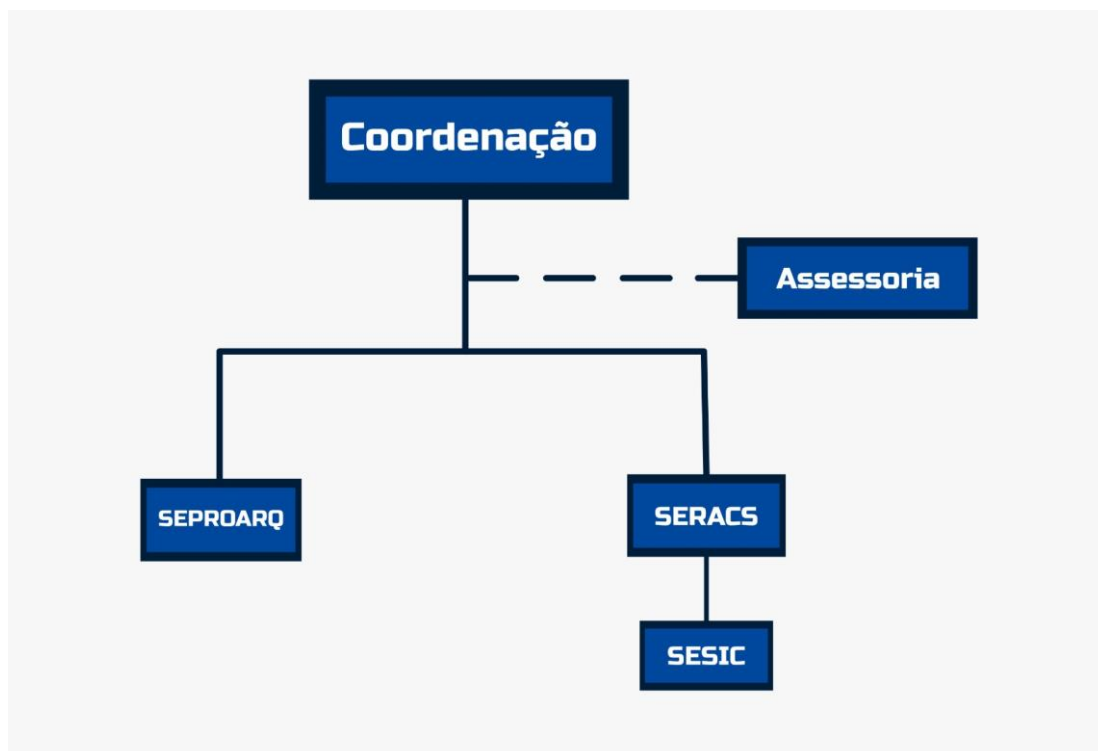 Coordenação
Assessoria
SEPROARQ
SERACS
SESIC